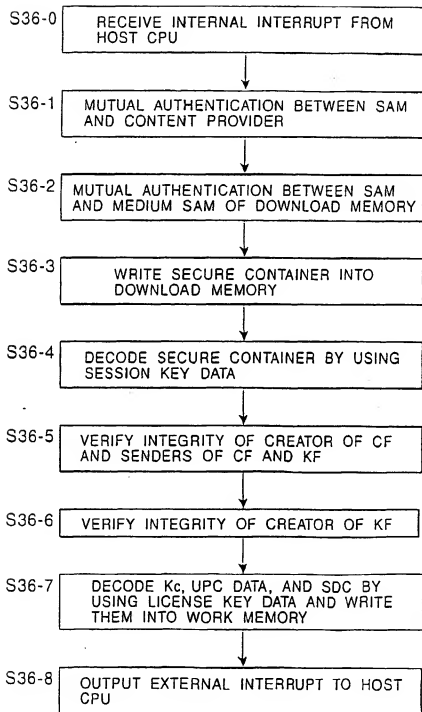 S36-0 RECEIVE INTERNAL INTERRUPT FROM
HOST CPU
S36-1 MUTUAL AUTHENTICATION BETWEEN SAM
AND CONTENT PROVIDER
S36-2 MUTUAL AUTHENTICATION BETWEEN SAM
AND MEDIUM SAM OF DOWNLOAD MEMORY
S36-3 WRITE SECURE CONTAINER INTO
DOWNLOAD MEMORY
S36-4 DECODE SECURE CONTAINER BY USING
SESSION KEY DATA
S36-5 VERIFY INTEGRITY OF CREATOR OF CF
AND SENDERS OF CF AND KF
S36-6 VERIFY INTEGRITY OF CREATOR OF KF
S36-7 DECODE Kc, UPC DATA, AND SDC BY
USING LICENSE KEY DATA AND WRITE
THEM INTO WORK MEMORY
S36-8 OUTPUT EXTERNAL INTERRUPT TO HOST
CPU